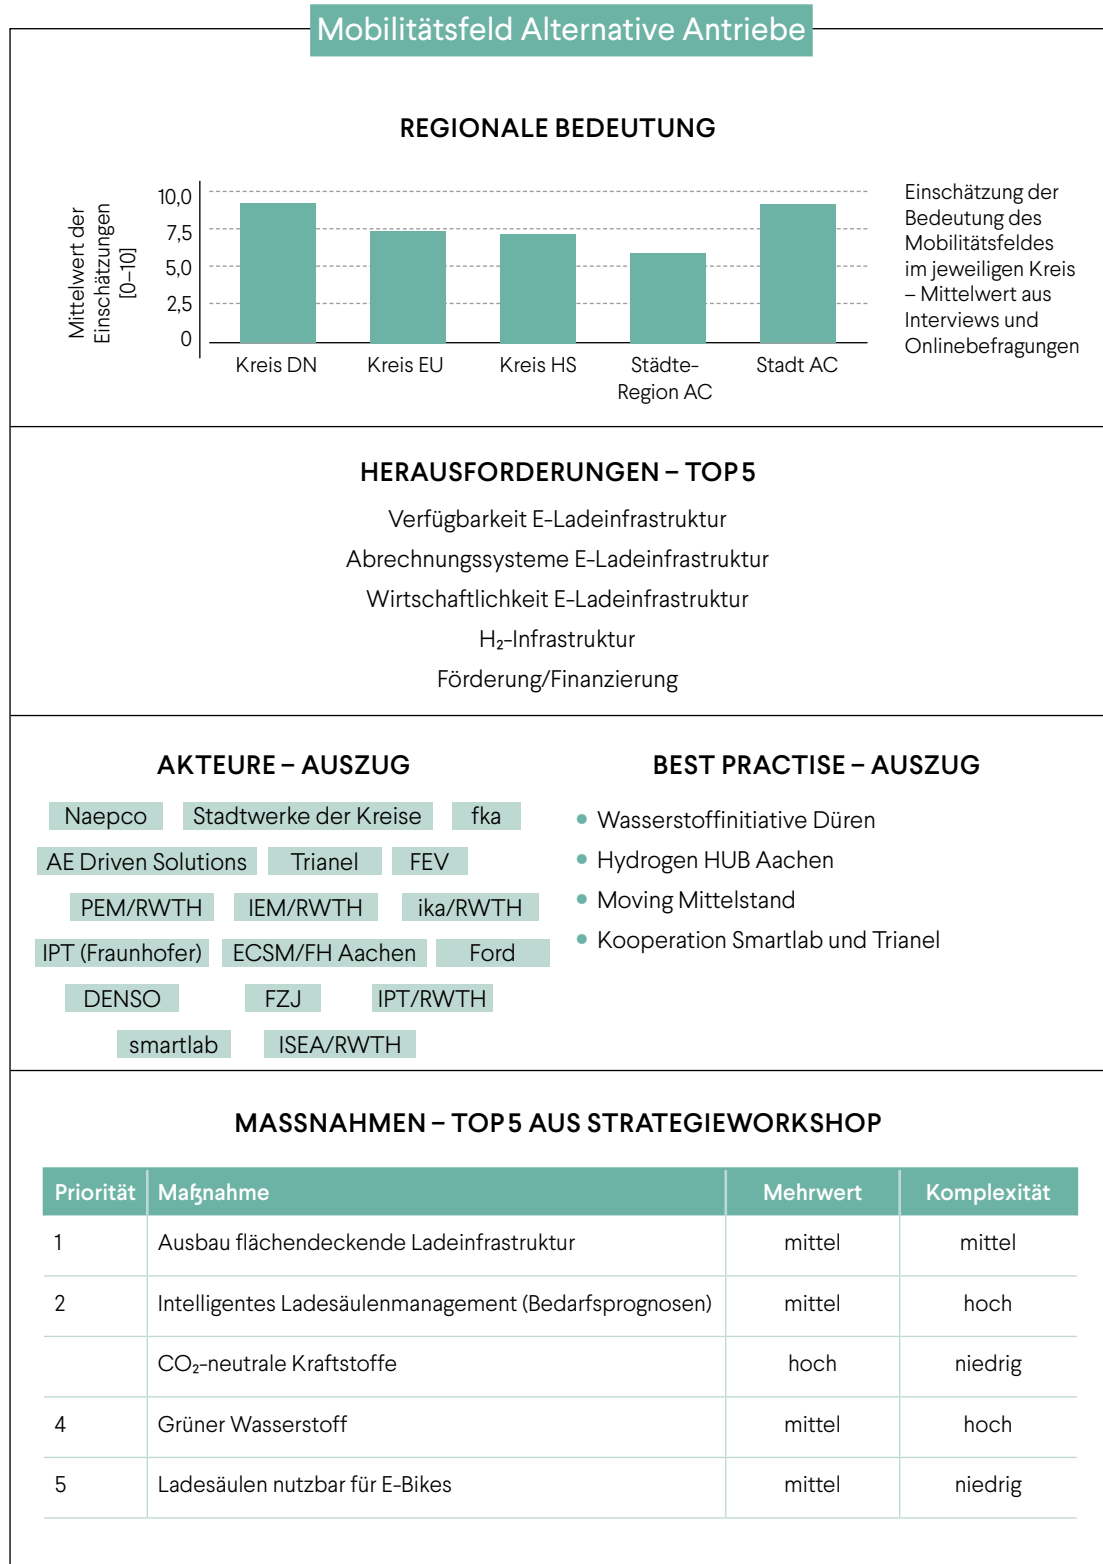 Mobilitätsfeld Alternative Antriebe
REGIONALE BEDEUTUNG
Mittelwert der
Einschätzungen
[0–10]
10,0
7,5
5,0
2,5
0
Kreis DN
Kreis EU
Kreis HS
Städte-
Region AC
Stadt AC
Einschätzung der
Bedeutung des
Mobilitätsfeldes
im jeweiligen Kreis
– Mittelwert aus
Interviews und
Onlinebefragungen
HERAUSFORDERUNGEN – TOP 5
Verfügbarkeit E-Ladeinfrastruktur
Abrechnungssysteme E-Ladeinfrastruktur
Wirtschaftlichkeit E-Ladeinfrastruktur
H₂-Infrastruktur
Förderung/Finanzierung
AKTEURE – AUSZUG
Naepco Stadtwerke der Kreise fka
AE Driven Solutions Trianel FEV
PEM/RWTH IEM/RWTH ika/RWTH
IPT (Fraunhofer) ECSM/FH Aachen Ford
DENSO FZJ IPT/RWTH
smartlab ISEA/RWTH
BEST PRACTISE – AUSZUG
• Wasserstoffinitiative Düren
• Hydrogen HUB Aachen
• Moving Mittelstand
• Kooperation Smartlab und Trianel
MASSNAHMEN – TOP 5 AUS STRATEGIEWORKSHOP
Priorität Maßnahme Mehrwert Komplexität
1 Ausbau flächendeckende Ladeinfrastruktur mittel mittel
2 Intelligentes Ladesäulenmanagement (Bedarfsprognosen) mittel hoch
CO₂-neutrale Kraftstoffe hoch niedrig
4 Grüner Wasserstoff mittel hoch
5 Ladesäulen nutzbar für E-Bikes mittel niedrig